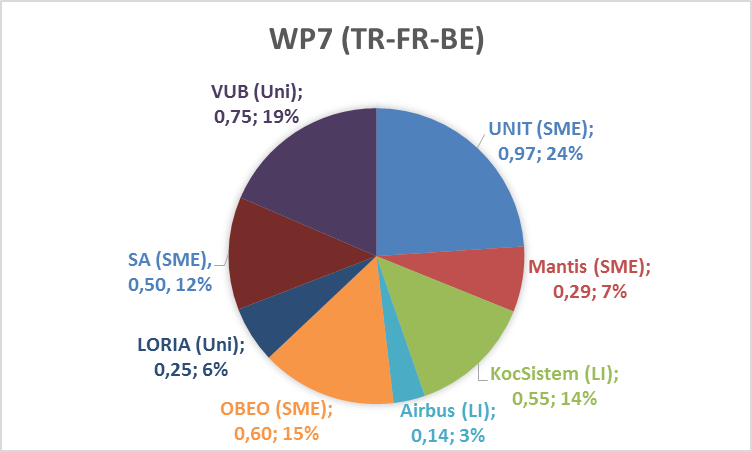 WP7 (TR-FR-BE)
VUB (Uni);
0,75; 19%
UNIT (SME);
0,97; 24%
SA (SME),
0,50, 12%
Mantis (SME);
0,29; 7%
LORIA (Uni);
0,25; 6%
KocSistem (LI);
0,55; 14%
OBEO (SME);
0,60; 15%
Airbus (LI);
0,14; 3%